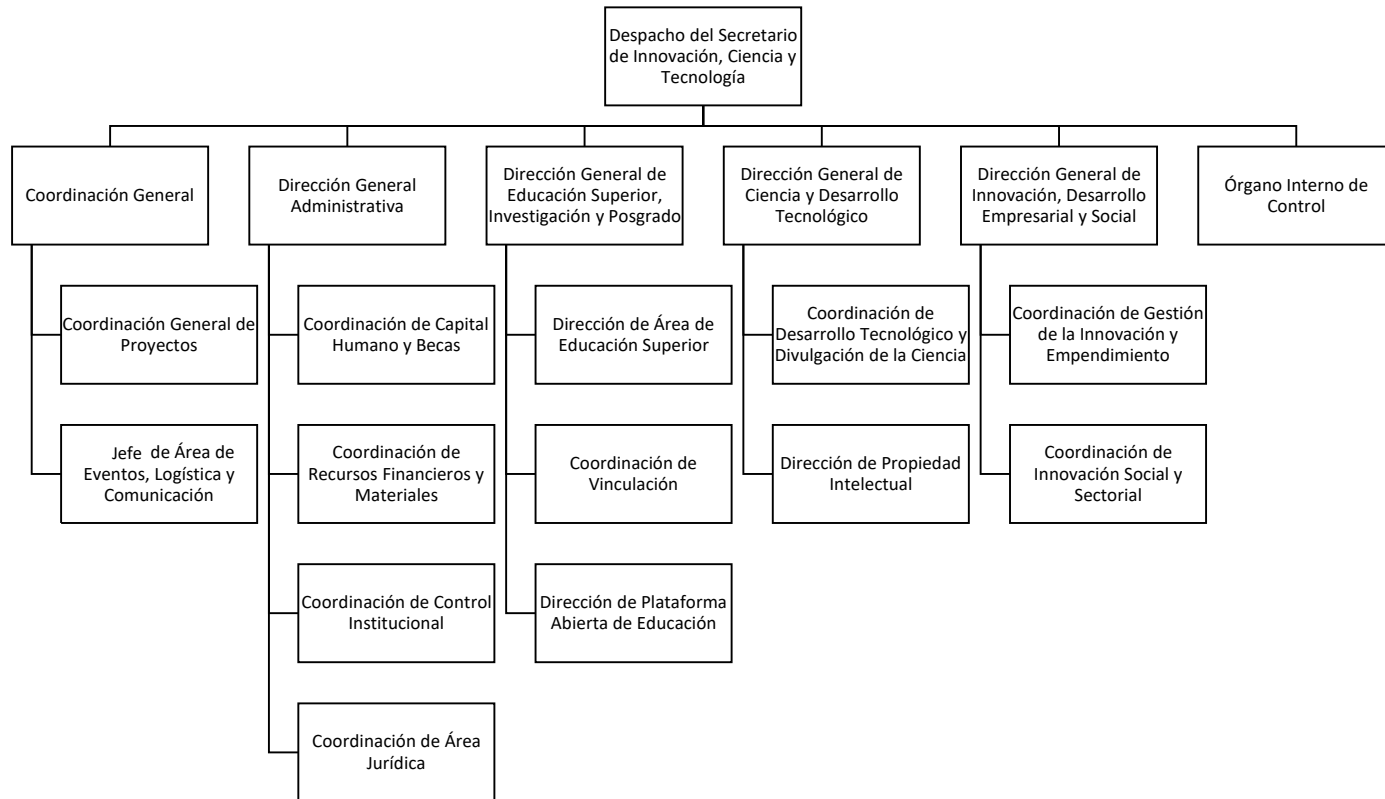 Despacho del Secretario
de Innovación, Ciencia y
Tecnología
Coordinación General
Dirección General
Administrativa
Dirección General de
Educación Superior,
Investigación y Posgrado
Dirección General de
Ciencia y Desarrollo
Tecnológico
Dirección General de
Innovación, Desarrollo
Empresarial y Social
Órgano Interno de
Control
Coordinación General de
Proyectos
Coordinación de Capital
Humano y Becas
Dirección de Área de
Educación Superior
Coordinación de
Desarrollo Tecnológico y
Divulgación de la Ciencia
Coordinación de Gestión
de la Innovación y
Empendimiento
Jefe de Área de
Eventos, Logística y
Comunicación
Coordinación de
Recursos Financieros y
Materiales
Coordinación de
Vinculación
Dirección de Propiedad
Intelectual
Coordinación de
Innovación Social y
Sectorial
Coordinación de Control
Institucional
Dirección de Plataforma
Abierta de Educación
Coordinación de Área
Jurídica